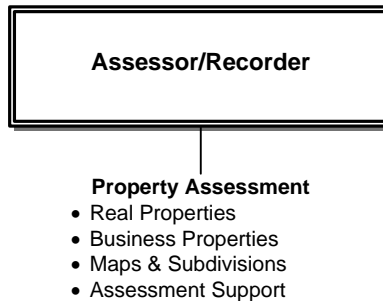 Assessor/Recorder
Property Assessment
• Real Properties
• Business Properties
• Maps & Subdivisions
• Assessment Support